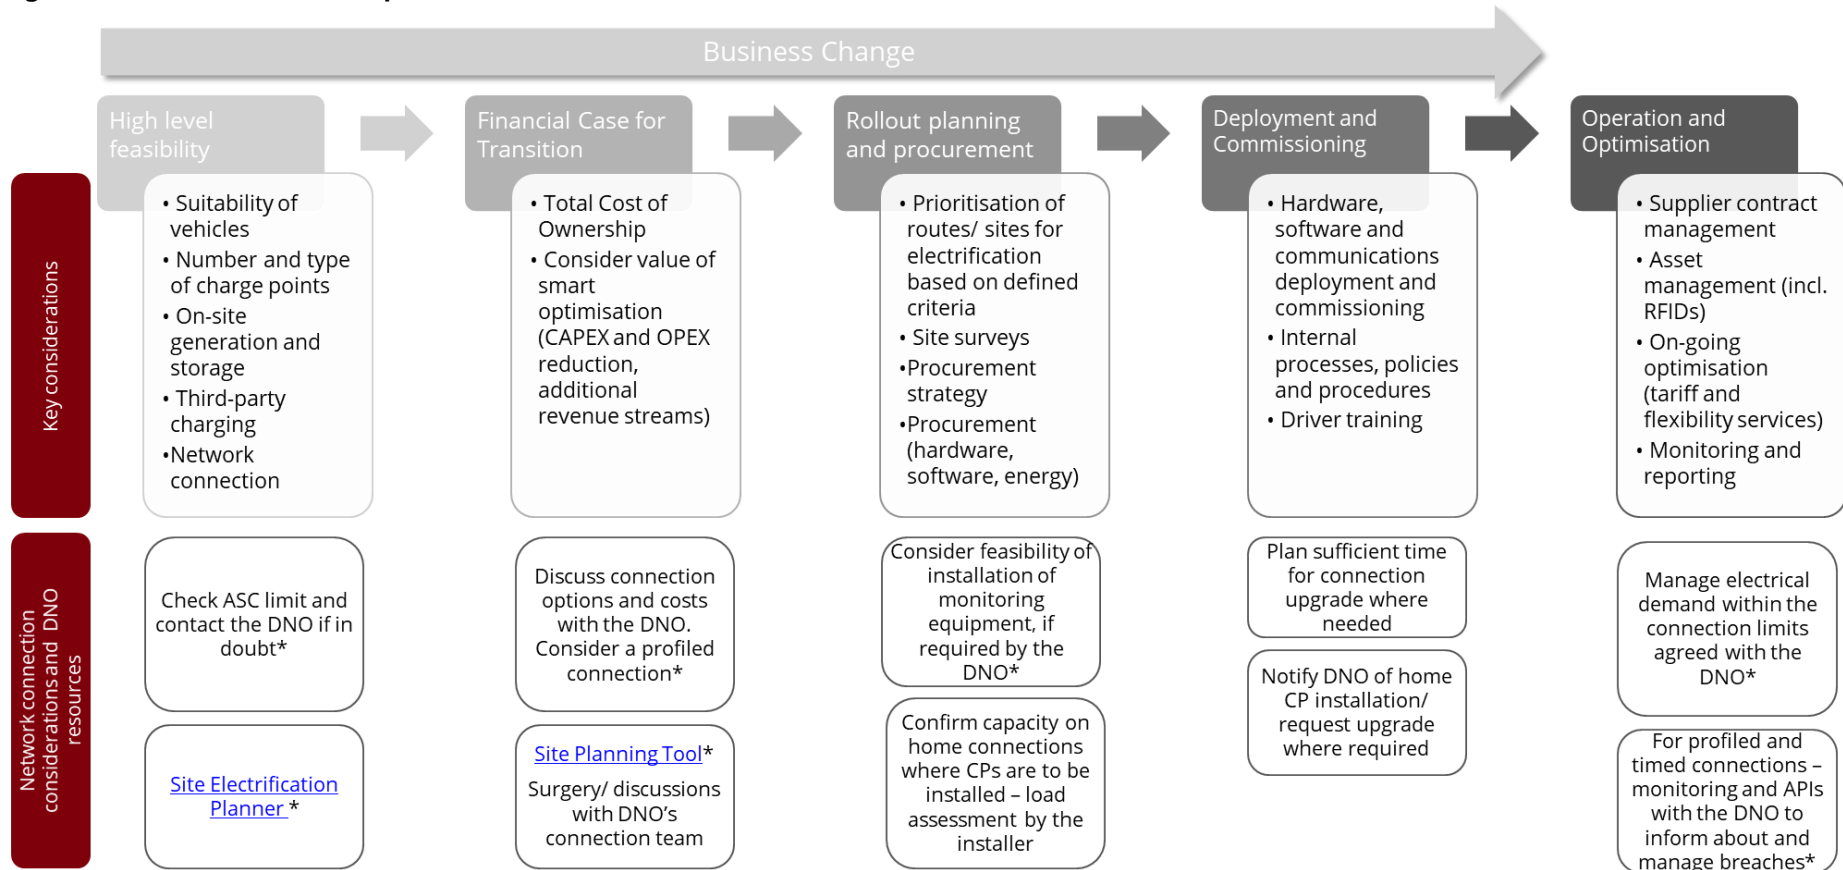 Business Change
High level
feasibility
Financial Case for
Transition
Rollout planning
and procurement
Deployment and
Commissioning
Operation and
Optimisation
Key considerations
• Suitability of
vehicles
• Number and type
of charge points
• On-site
generation and
storage
• Third-party
charging
•Network
connection
• Total Cost of
Ownership
• Consider value of
smart
optimisation
(CAPEX and OPEX
reduction,
additional
revenue streams)
• Prioritisation of
routes/ sites for
electrification
based on defined
criteria
• Site surveys
•Procurement
strategy
•Procurement
(hardware,
software, energy)
• Hardware,
software and
communications
deployment and
commissioning
• Internal
processes, policies
and procedures
• Driver training
• Supplier contract
management
• Asset
management (incl.
RFIDs)
• On-going
optimisation
(tariff and
flexibility services)
• Monitoring and
reporting
Network connection
considerations and DNO
resources
Check ASC limit and
contact the DNO if in
doubt*
Site Electrification
Planner *
Discuss connection
options and costs
with the DNO.
Consider a profiled
connection*
Site Planning Tool*
Surgery/ discussions
with DNO's
connection team
Consider feasibility of
installation of
monitoring
equipment, if
required by the
DNO*
Confirm capacity on
home connections
where CPs are to be
installed – load
assessment by the
installer
Plan sufficient time
for connection
upgrade where
needed
Notify DNO of home
CP installation/
request upgrade
where required
Manage electrical
demand within the
connection limits
agreed with the
DNO*
For profiled and
timed connections –
monitoring and APIs
with the DNO to
inform about and
manage breaches*